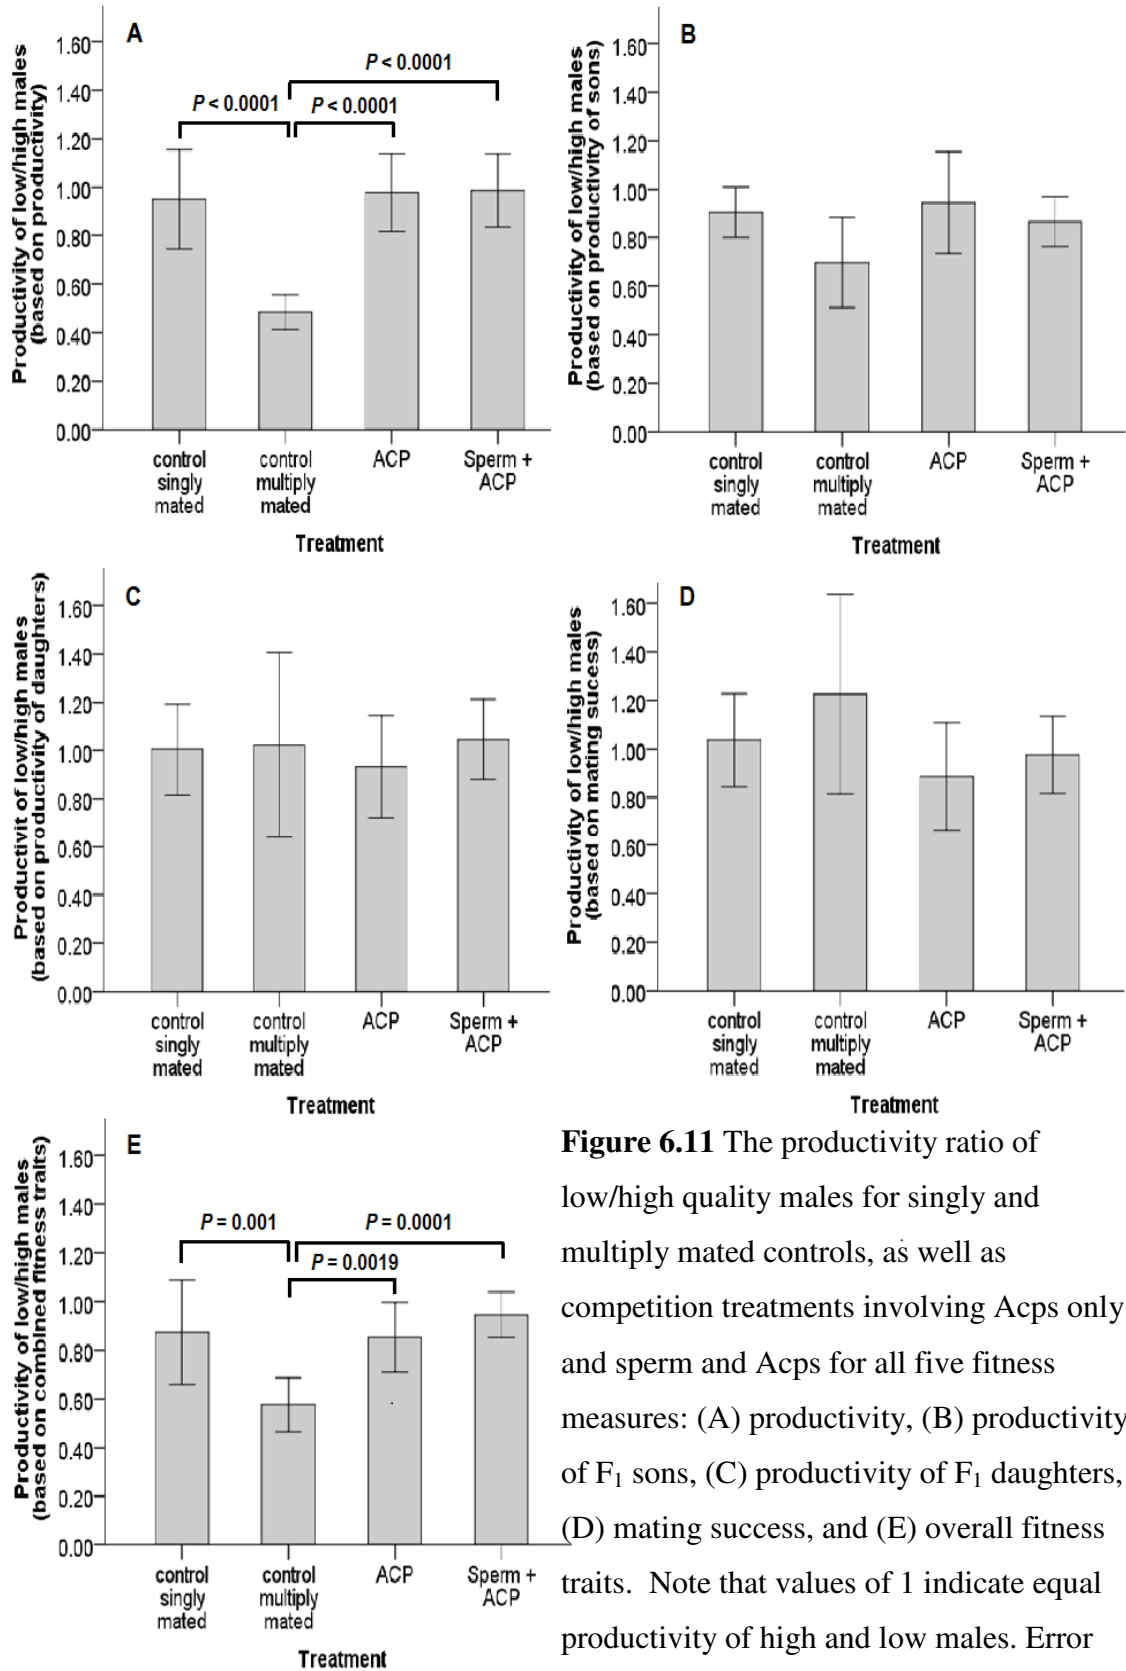 A
Productivity of low/high males
(based on productivity)
1.60
1.40
1.20
1.00
0.80
0.60
0.40
0.20
0.00
P < 0.0001
P < 0.0001
P < 0.0001
control singly mated
control multiply mated
ACP
Sperm + ACP
Treatment
B
Productivity of low/high males
(based on productivity of sons)
1.60
1.40
1.20
1.00
0.80
0.60
0.40
0.20
0.00
control singly mated
control multiply mated
ACP
Sperm + ACP
Treatment
C
Productivit of low/high males
(based on productivity of daughters)
1.60
1.40
1.20
1.00
0.80
0.60
0.40
0.20
0.00
control singly mated
control multiply mated
ACP
Sperm + ACP
Treatment
D
Productivity of low/high males
(based on mating sucess)
1.60
1.40
1.20
1.00
0.80
0.60
0.40
0.20
0.00
control singly mated
control multiply mated
ACP
Sperm + ACP
Treatment
E
Productivity of low/high males
(based on combined fitness traits)
1.60
1.40
1.20
1.00
0.80
0.60
0.40
0.20
0.00
P = 0.001
P = 0.0001
P = 0.0019
control singly mated
control multiply mated
ACP
Sperm + ACP
Treatment
Figure 6.11 The productivity ratio of
low/high quality males for singly and
multiply mated controls, as well as
competition treatments involving Acps only
and sperm and Acps for all five fitness
measures: (A) productivity, (B) productivity
of F₁ sons, (C) productivity of F₁ daughters,
(D) mating success, and (E) overall fitness
traits. Note that values of 1 indicate equal
productivity of high and low males. Error